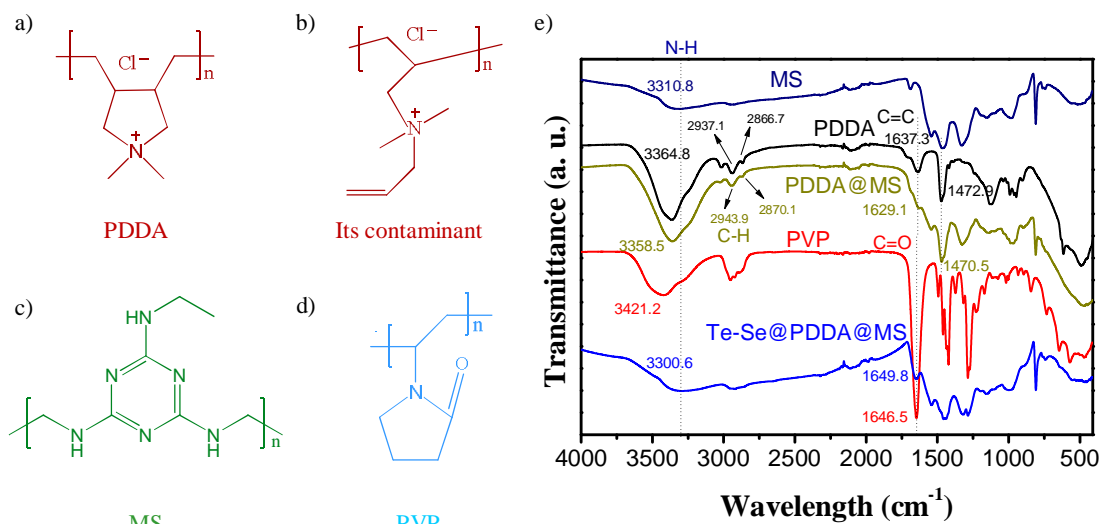 a)
b)
e)
Cl−
n
N
+
PDDA
Cl−
n
N
+
Its contaminant
c)
d)
HN
N
N
N
N
H
N
H
n
MS
n
N
O
N-H
3310.8
MS
2937.1
2866.7
C=C
1637.3
3364.8
PDDA
PDDA@MS
1472.9
2943.9
2870.1
1629.1
C-H
3358.5
PVP
C=O
1470.5
3421.2
Te-Se@PDDA@MS
3300.6
1649.8
1646.5
Transmittance (a. u.)
4000 3500 3000 2500 2000 1500 1000 500
Wavelength (cm-1)